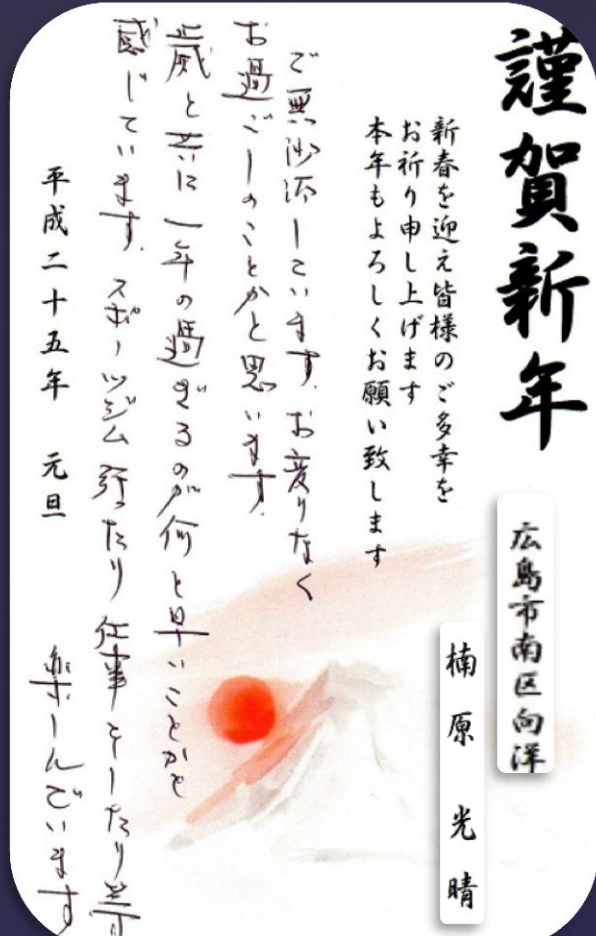 謹賀新年
新春を迎え皆様のご多幸を
お祈り申し上げます
本年もよろしくお願い致します
ご無沙汰しています。お変りなく
お過ごしのことかと思います。
歳と共に一年の過ぎるのが何と早いことかと
感じています。スポーツジム行ったり仕事をしたり等
楽しんでいます
平成二十五年 元旦
広島市南区向洋
楠原 光晴